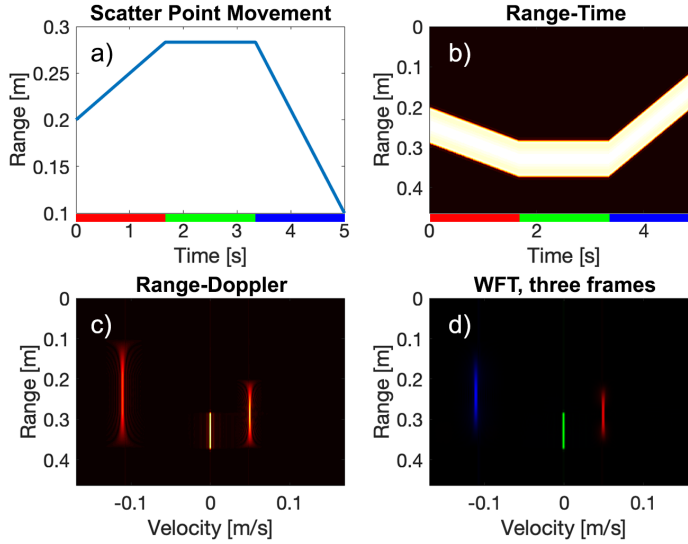 Scatter Point Movement
a)
0.3
0.25
0.2
0.15
0.1
Range [m]
0 1 2 3 4 5
Time [s]
Range-Time
b)
0
0.1
0.2
0.3
0.4
Range [m]
0 2 4
Time [s]
Range-Doppler
c)
0
0.1
0.2
0.3
0.4
Range [m]
-0.1 0 0.1
Velocity [m/s]
WFT, three frames
d)
0
0.1
0.2
0.3
0.4
Range [m]
-0.1 0 0.1
Velocity [m/s]